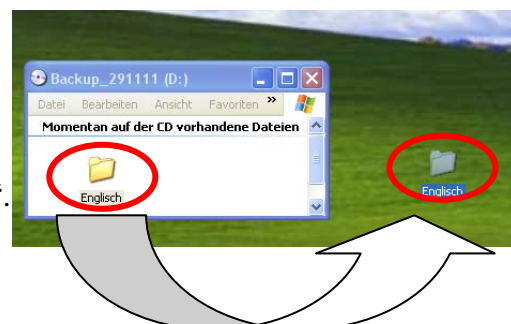 Backup_291111 (D:)
Datei Bearbeiten Ansicht Favoriten »
Momentan auf der CD vorhandene Dateien
Englisch
Englisch
.